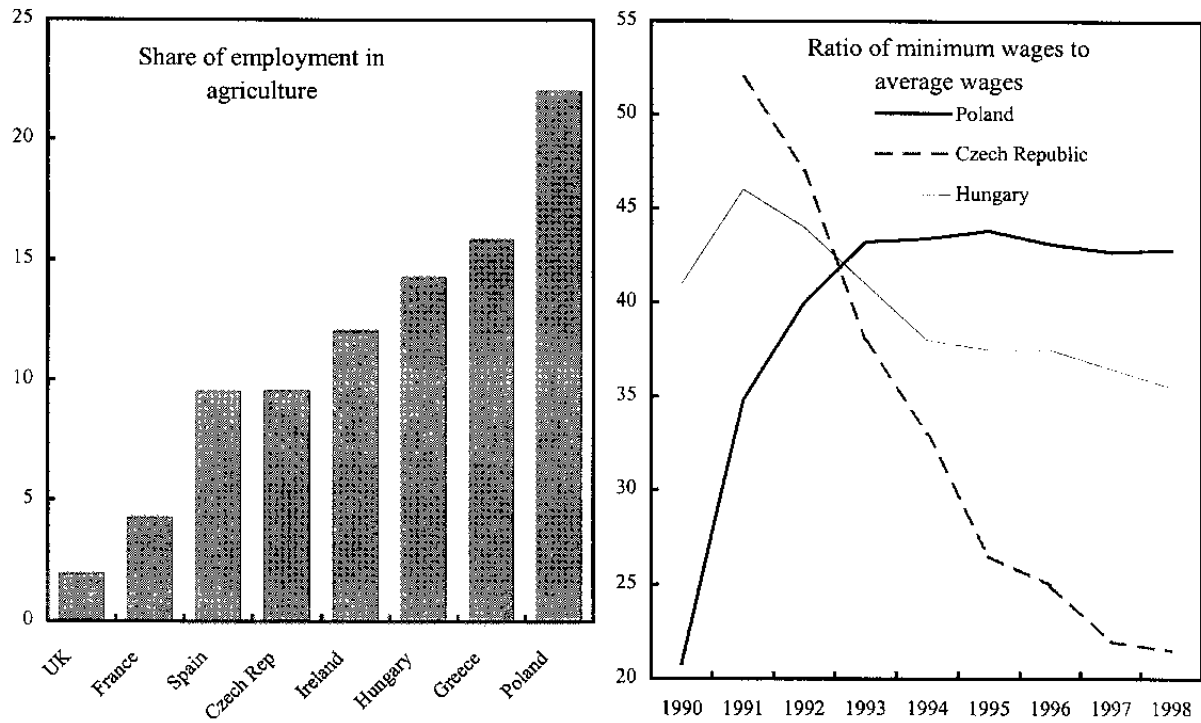 Share of employment in
agriculture
25
20
15
10
5
0
UK
France
Spain
Czech Rep
Ireland
Hungary
Greece
Poland
Ratio of minimum wages to
average wages
Poland
Czech Republic
Hungary
55
50
45
40
35
30
25
20
1990 1991 1992 1993 1994 1995 1996 1997 1998